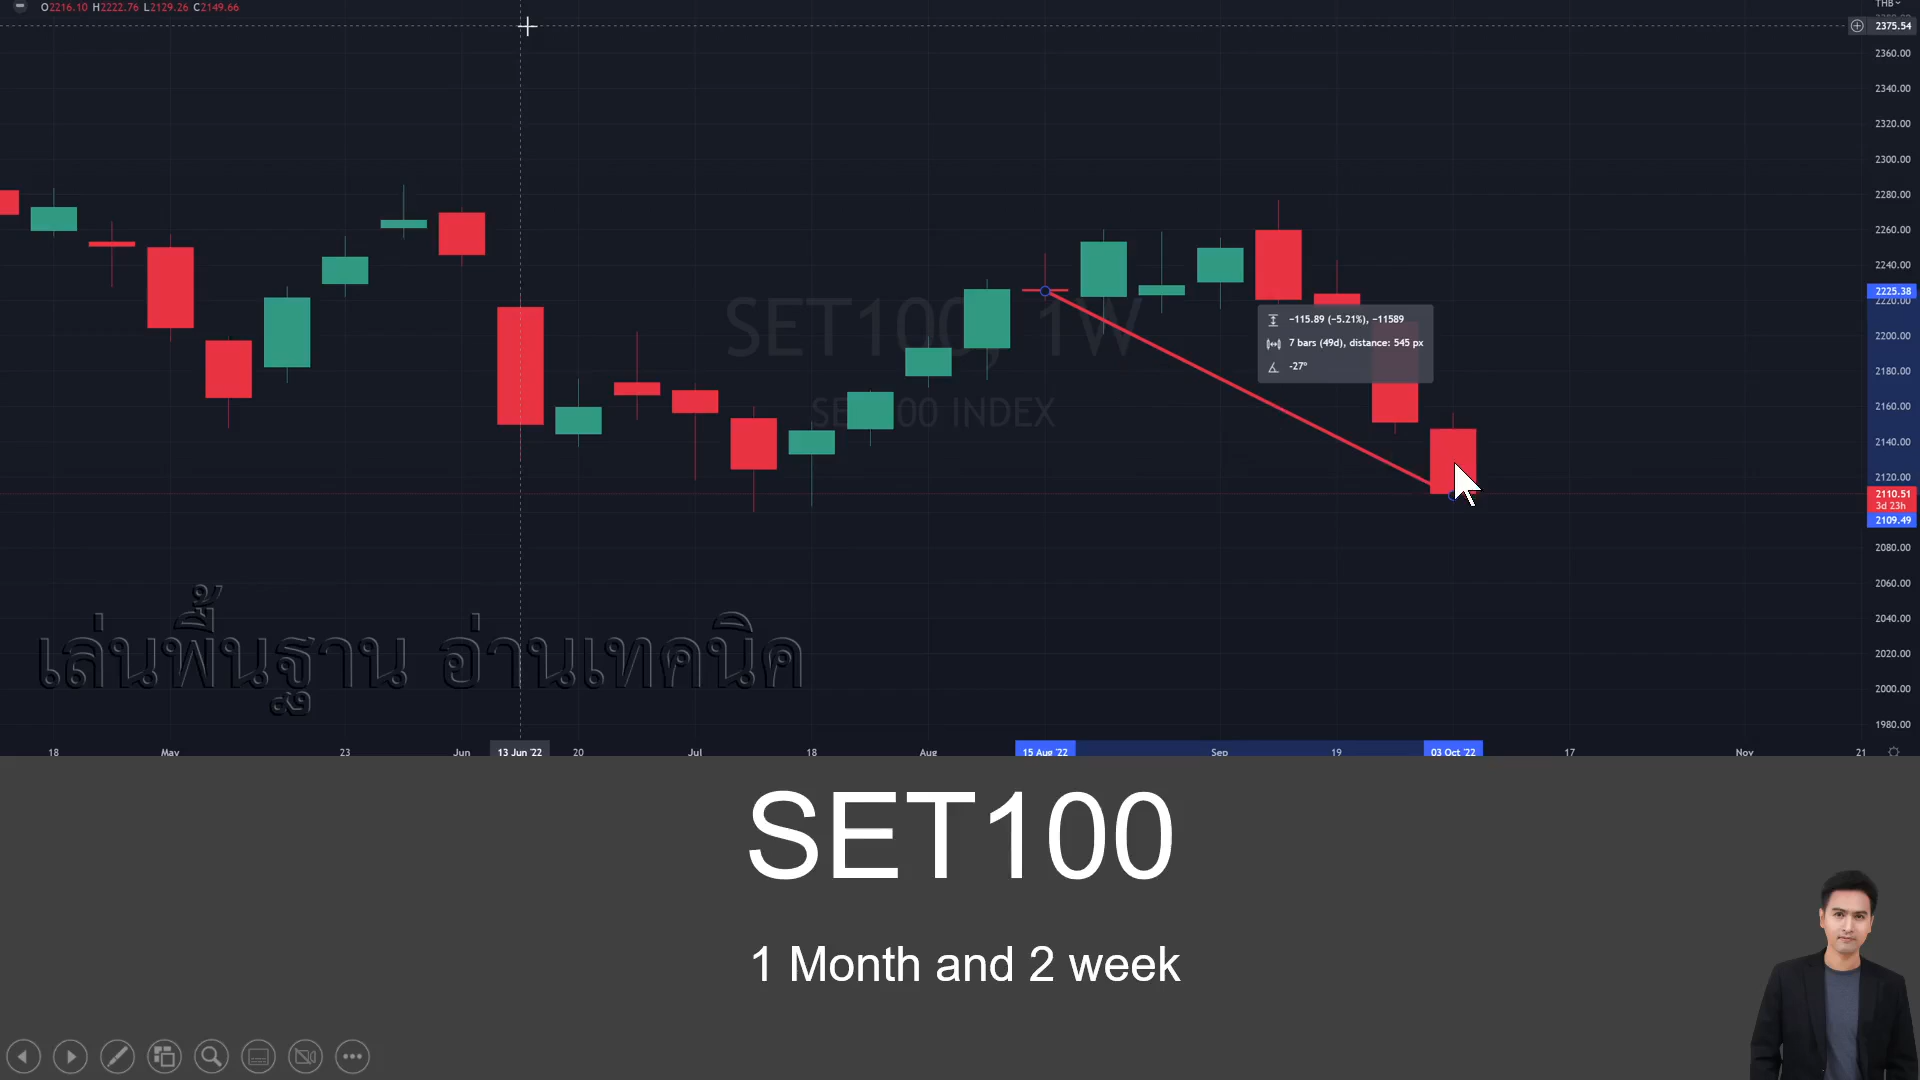 O2216.10 H2222.76 L2129.26 C2149.66
THB
2375.54
2360.00
2340.00
2320.00
2300.00
2280.00
2260.00
2240.00
2225.38
2220.00
2200.00
2180.00
2160.00
2140.00
2120.00
2110.51
3d 23h
2109.49
2080.00
2060.00
2040.00
2020.00
2000.00
1980.00
SET100, 1W
SET100 INDEX
−115.89 (−5.21%), −11589
7 bars (49d), distance: 545 px
-27°
เล่นพื้นฐาน อ่านเทคนิค
18 May 23 Jun 13 Jun '22 20 Jul 18 Aug 15 Aug '22 Sep 19 03 Oct '22 17 Nov 21
SET100
1 Month and 2 week